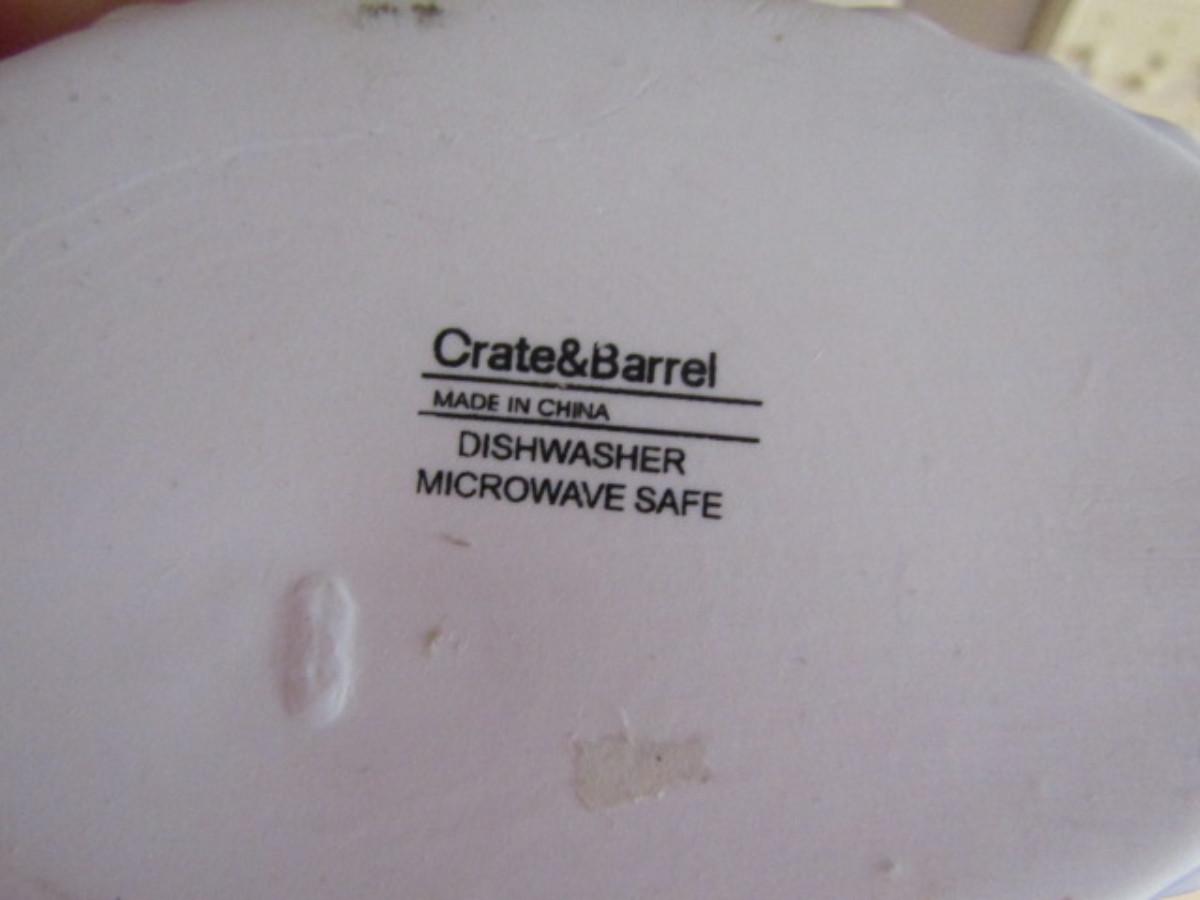 Crate&Barrel
MADE IN CHINA
DISHWASHER
MICROWAVE SAFE